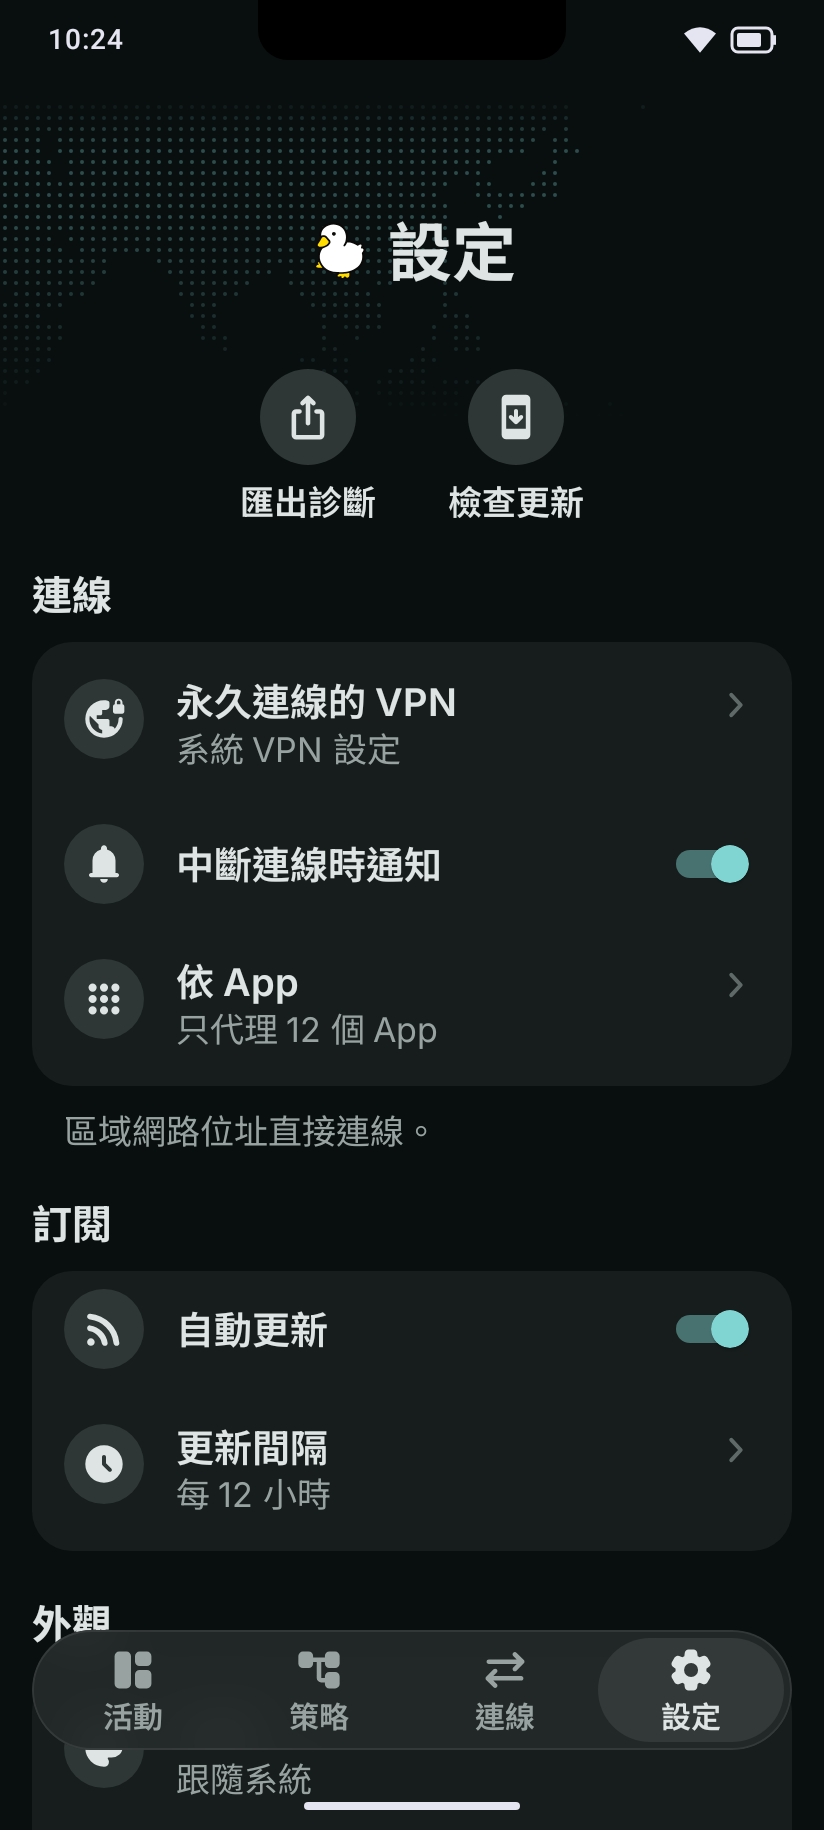 10:24
設定
匯出診斷
檢查更新
連線
永久連線的 VPN
系統 VPN 設定
中斷連線時通知
依 App
只代理 12 個 App
區域網路位址直接連線。
訂閱
自動更新
更新間隔
每 12 小時
外觀
跟隨系統
活動
策略
連線
設定